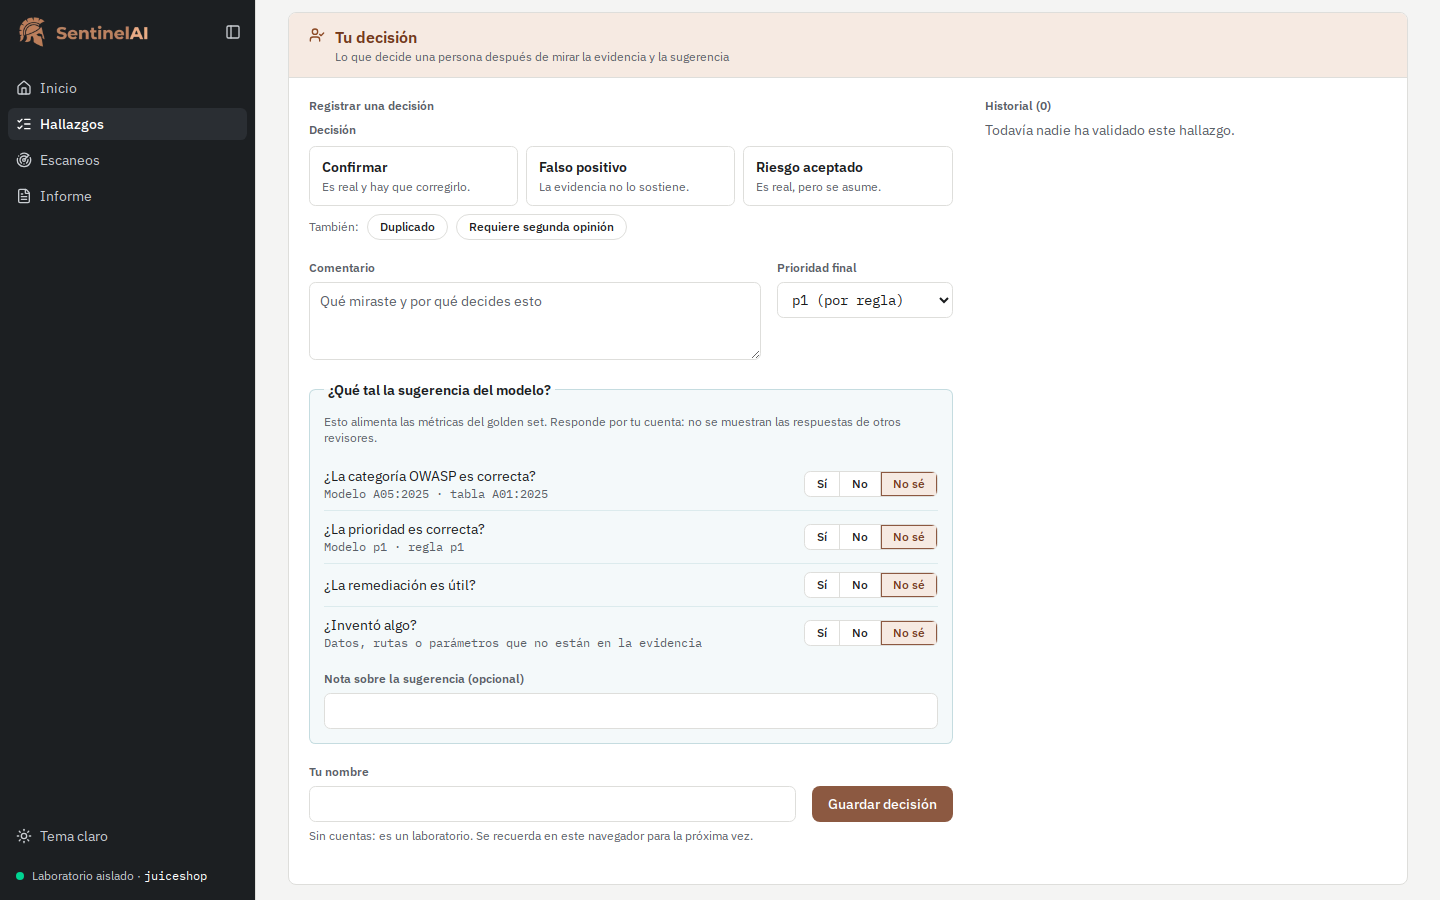 SentinelAI
Inicio
Hallazgos
Escaneos
Informe
Tema claro
Laboratorio aislado · juiceshop
Tu decisión
Lo que decide una persona después de mirar la evidencia y la sugerencia
Registrar una decisión
Decisión
Confirmar
Es real y hay que corregirlo.
Falso positivo
La evidencia no lo sostiene.
Riesgo aceptado
Es real, pero se asume.
También: Duplicado Requiere segunda opinión
Comentario
Qué miraste y por qué decides esto
Prioridad final
p1 (por regla)
¿Qué tal la sugerencia del modelo?
Esto alimenta las métricas del golden set. Responde por tu cuenta: no se muestran las respuestas de otros
revisores.
¿La categoría OWASP es correcta?
Modelo A05:2025 · tabla A01:2025
Sí No No sé
¿La prioridad es correcta?
Modelo p1 · regla p1
Sí No No sé
¿La remediación es útil?
Sí No No sé
¿Inventó algo?
Datos, rutas o parámetros que no están en la evidencia
Sí No No sé
Nota sobre la sugerencia (opcional)
Tu nombre
Guardar decisión
Sin cuentas: es un laboratorio. Se recuerda en este navegador para la próxima vez.
Historial (0)
Todavía nadie ha validado este hallazgo.